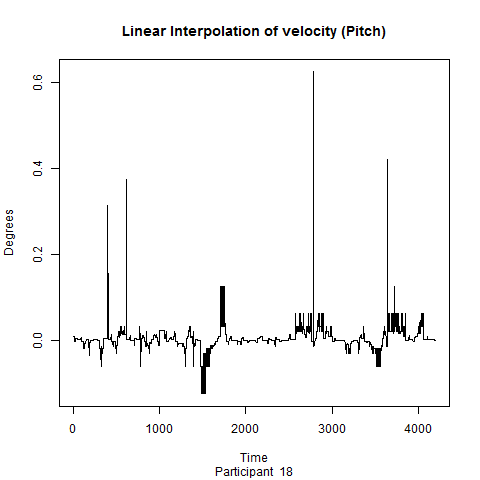 Linear Interpolation of velocity (Pitch)
Degrees
0.6
0.4
0.2
0.0
0 1000 2000 3000 4000
Time
Participant 18